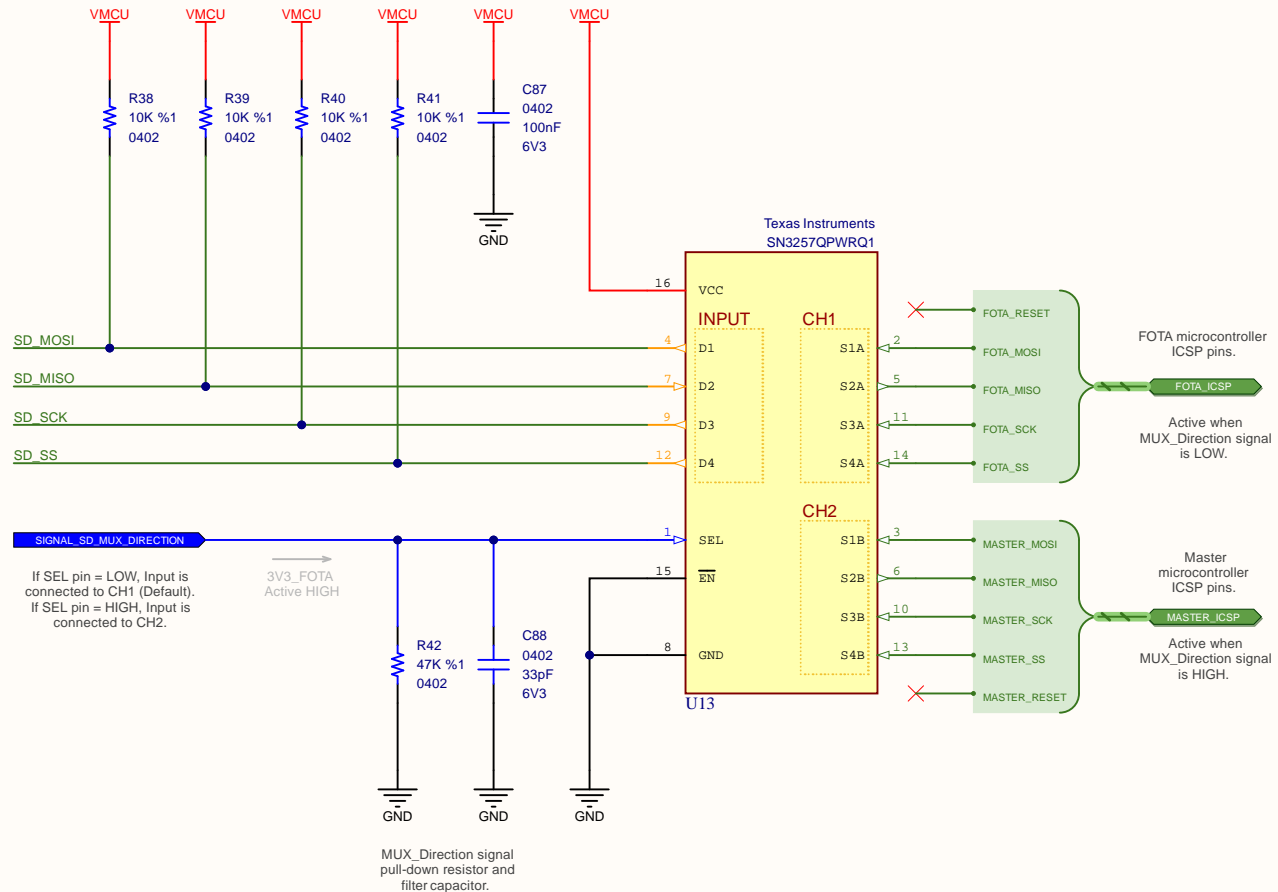 VMCU
VMCU
VMCU
VMCU
VMCU
VMCU
R38
10K %1
0402
R39
10K %1
0402
R40
10K %1
0402
R41
10K %1
0402
C87
0402
100nF
6V3
GND
Texas Instruments
SN3257QPWRQ1
16
VCC
INPUT
CH1
SD_MOSI
4
D1
S1A
2
SD_MISO
7
D2
S2A
5
SD_SCK
9
D3
S3A
11
SD_SS
12
D4
S4A
14
FOTA_RESET
FOTA_MOSI
FOTA_MISO
FOTA_SCK
FOTA_SS
FOTA microcontroller
ICSP pins.
FOTA_ICSP
Active when
MUX_Direction signal
is LOW.
CH2
SIGNAL_SD_MUX_DIRECTION
1
SEL
S1B
3
15
EN
S2B
6
S3B
10
8
GND
S4B
13
U13
MASTER_MOSI
MASTER_MISO
MASTER_SCK
MASTER_SS
MASTER_RESET
Master
microcontroller
ICSP pins.
MASTER_ICSP
Active when
MUX_Direction signal
is HIGH.
If SEL pin = LOW, Input is
connected to CH1 (Default).
If SEL pin = HIGH, Input is
connected to CH2.
3V3_FOTA
Active HIGH
R42
47K %1
0402
C88
0402
33pF
6V3
GND
GND
GND
MUX_Direction signal
pull-down resistor and
filter capacitor.